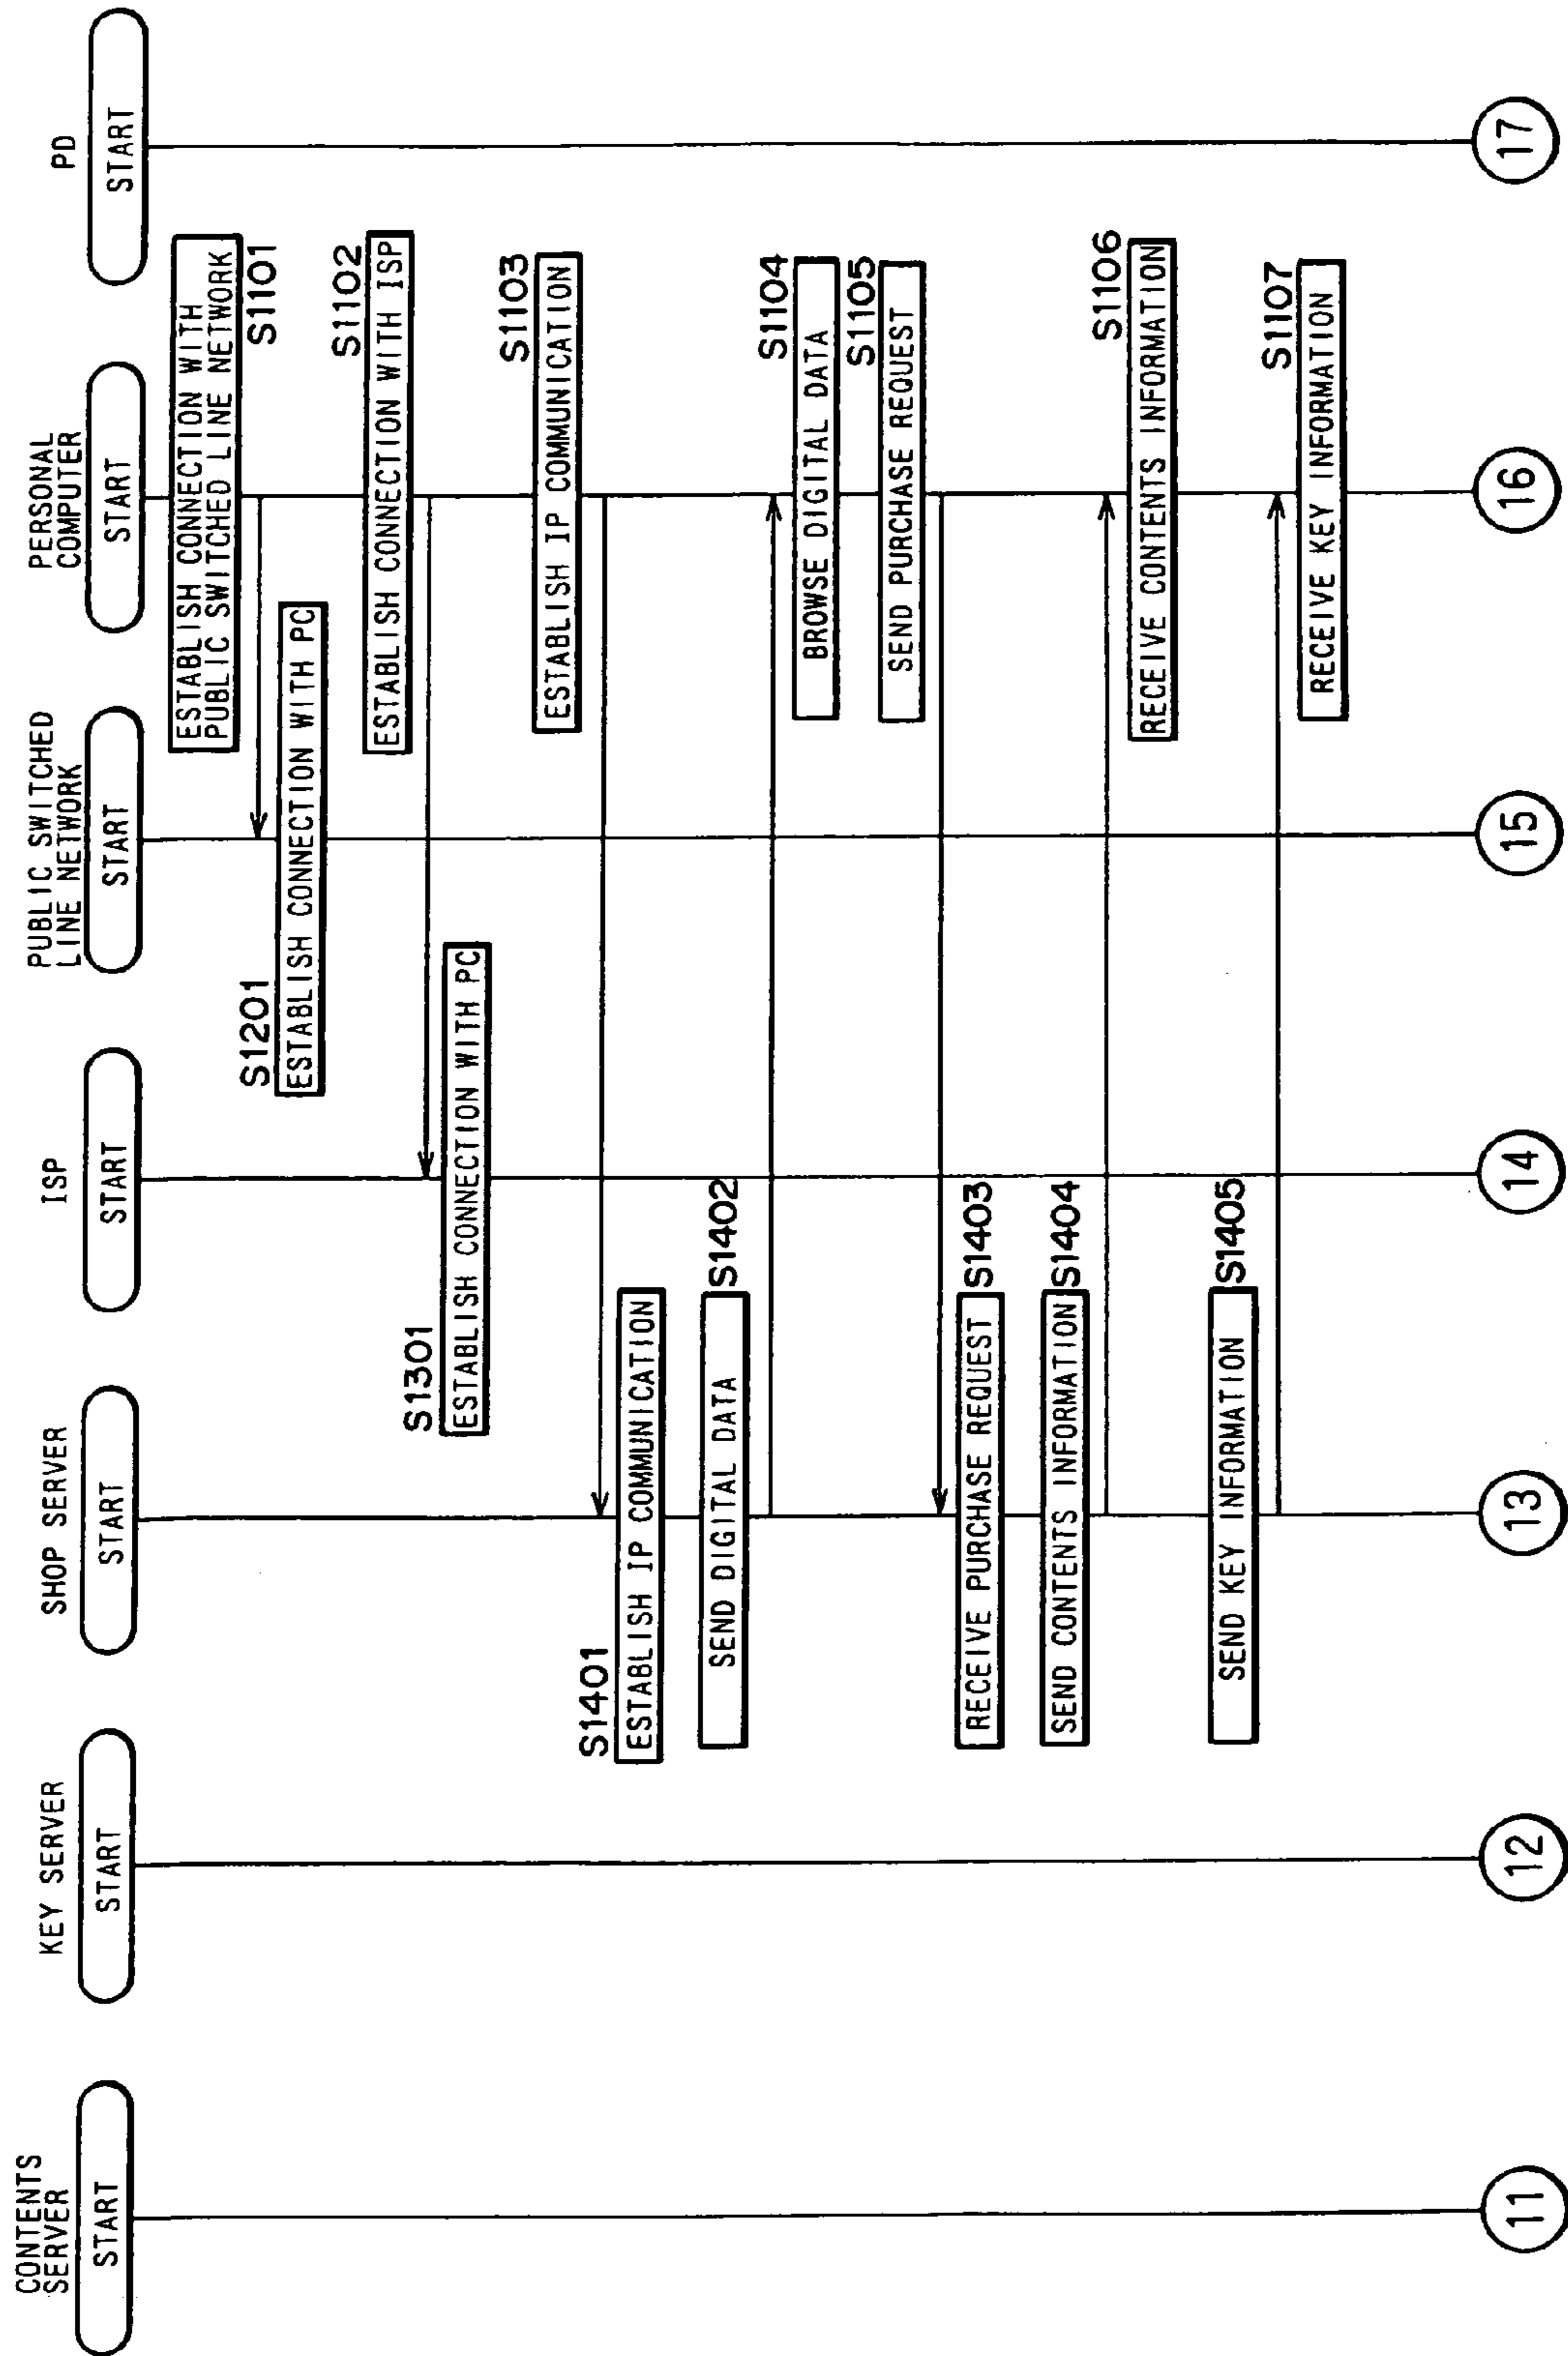 CONTENTS
SERVER
KEY SERVER
SHOP SERVER
ISP
PUBLIC SWITCHED
LINE NETWORK
PERSONAL
COMPUTER
PD
START
START
START
START
START
START
START
ESTABLISH CONNECTION WITH
PUBLIC SWITCHED LINE NETWORK
S1101
S1201
ESTABLISH CONNECTION WITH PC
S1102
ESTABLISH CONNECTION WITH ISP
S1301
ESTABLISH CONNECTION WITH PC
S1103
ESTABLISH IP COMMUNICATION
S1401
ESTABLISH IP COMMUNICATION
SEND DIGITAL DATA
S1402
S1104
BROWSE DIGITAL DATA
S1105
SEND PURCHASE REQUEST
RECEIVE PURCHASE REQUEST
S1403
SEND CONTENTS INFORMATION
S1404
S1106
RECEIVE CONTENTS INFORMATION
SEND KEY INFORMATION
S1405
S1107
RECEIVE KEY INFORMATION
11
12
13
14
15
16
17